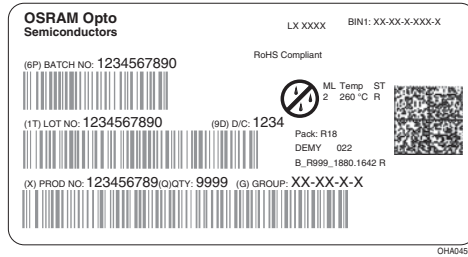 OSRAM Opto
Semiconductors
LX XXXX
BIN1: XX-XX-X-XXX-X
RoHS Compliant
(6P) BATCH NO: 1234567890
ML Temp ST
2 260 °C R
(1T) LOT NO: 1234567890 (9D) D/C: 1234
Pack: R18
DEMY 022
B_R999_1880.1642 R
(X) PROD NO: 123456789(Q)QTY: 9999 (G) GROUP: XX-XX-X-X
OHA04563